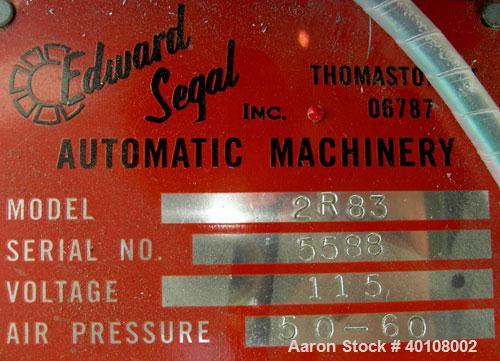 Edward
Segal INC.
THOMASTO
06787
AUTOMATIC MACHINERY
MODEL 2R83
SERIAL NO. 5588
VOLTAGE 115
AIR PRESSURE 50-60
Aaron Stock # 40108002